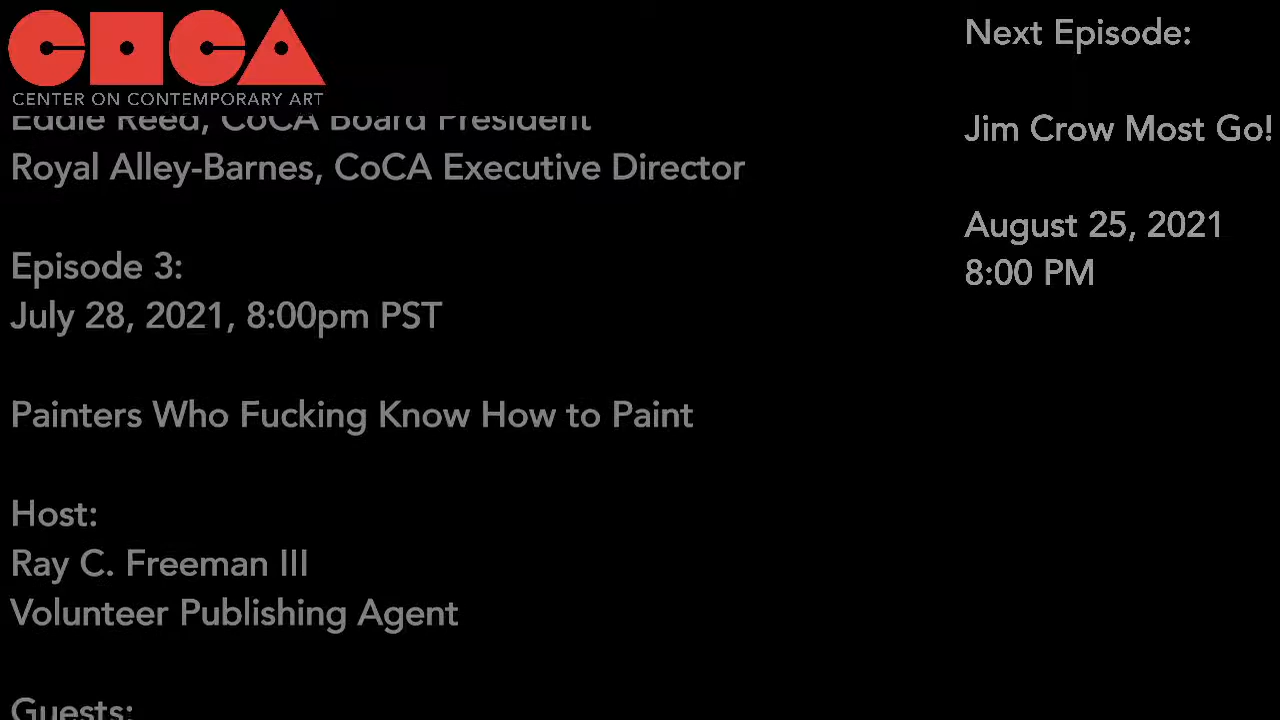 COCA
CENTER ON CONTEMPORARY ART
Eddie Reed, CoCA Board President
Royal Alley-Barnes, CoCA Executive Director
Episode 3:
July 28, 2021, 8:00pm PST
Painters Who Fucking Know How to Paint
Host:
Ray C. Freeman III
Volunteer Publishing Agent
Guests:
Next Episode:
Jim Crow Most Go!
August 25, 2021
8:00 PM